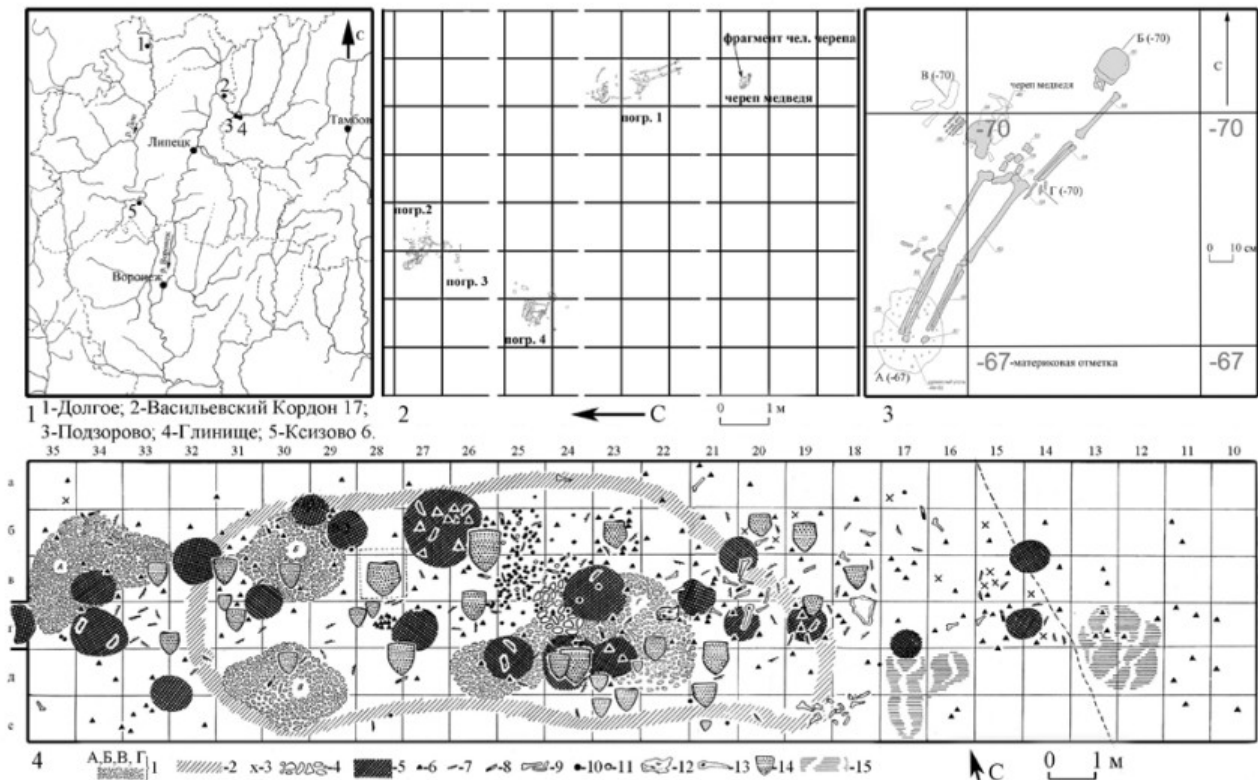 С
1
2
3 4
Тамбов
Липецк
5
Воронеж
1
1-Долгое; 2-Васильевский Кордон 17;
3-Подзорово; 4-Глинище; 5-Ксизово 6.
фрагмент чел. черепа
череп медведя
погр. 1
погр.2
погр. 3
погр. 4
2
С
0 1 м
Б (-70)
С
В (-70)
череп медведя
-70
-70
Г (-70)
0 10 см
-67-материковая отметка
-67
А (-67)
3
35 34 33 32 31 30 29 28 27 26 25 24 23 22 21 20 19 18 17 16 15 14 13 12 11 10
а
б
в
г
д
е
4
А,Б,В, Г
1 -2 х-3 -4 -5 -6 -7 -8 -9 -10 -11 -12 -13 -14 -15
С
0 1 м